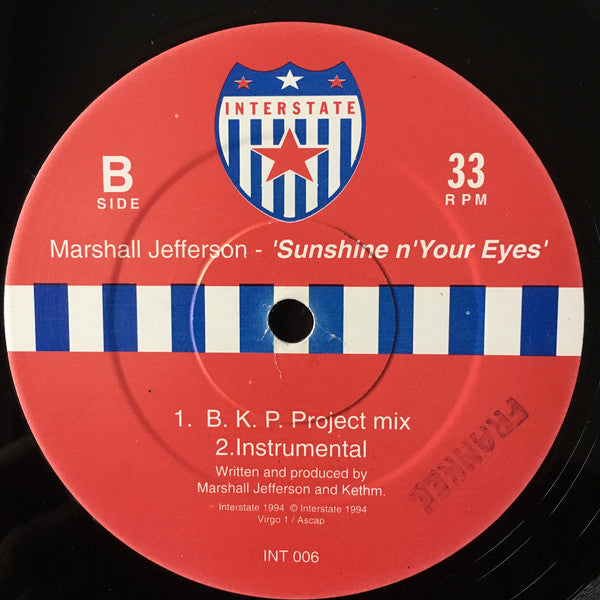 INTERSTATE
B
SIDE
33
RPM
Marshall Jefferson - 'Sunshine n'Your Eyes'
1. B. K. P. Project mix
2.Instrumental
Written and produced by
Marshall Jefferson and Kethm.
Interstate 1994 © Interstate 1994
Virgo 1 / Ascap
INT 006